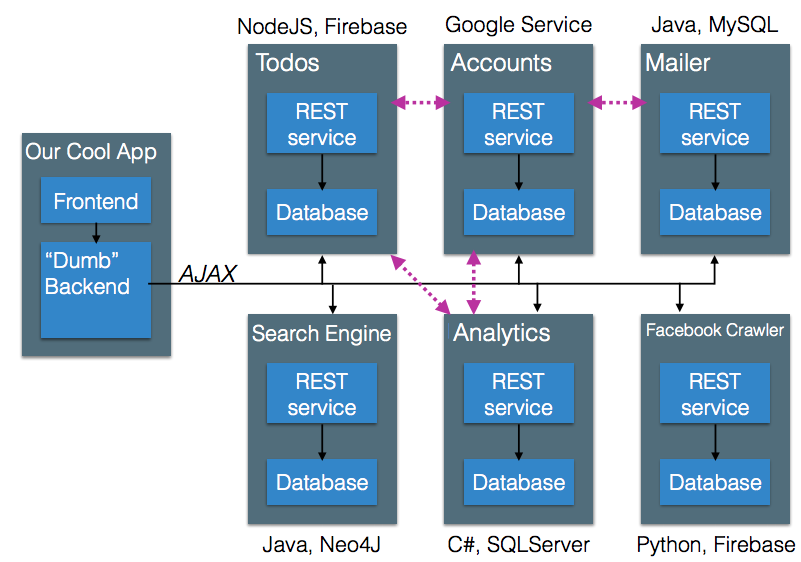 NodeJS, Firebase
Google Service
Java, MySQL
Todos
Accounts
Mailer
REST
service
REST
service
REST
service
Database
Database
Database
Our Cool App
Frontend
“Dumb”
Backend
AJAX
Search Engine
Analytics
Facebook Crawler
REST
service
REST
service
REST
service
Database
Database
Database
Java, Neo4J
C#, SQLServer
Python, Firebase